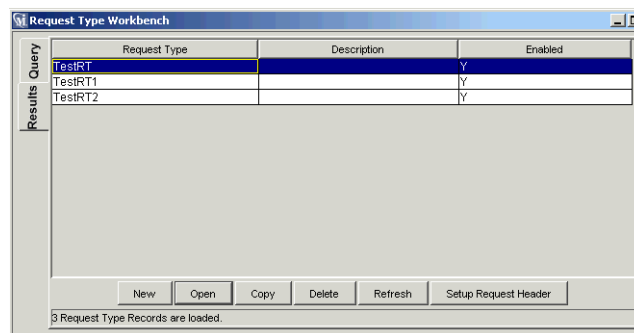 Request Type Workbench
Query
Results
Request Type Description Enabled
TestRT Y
TestRT1 Y
TestRT2 Y
New Open Copy Delete Refresh Setup Request Header
3 Request Type Records are loaded.